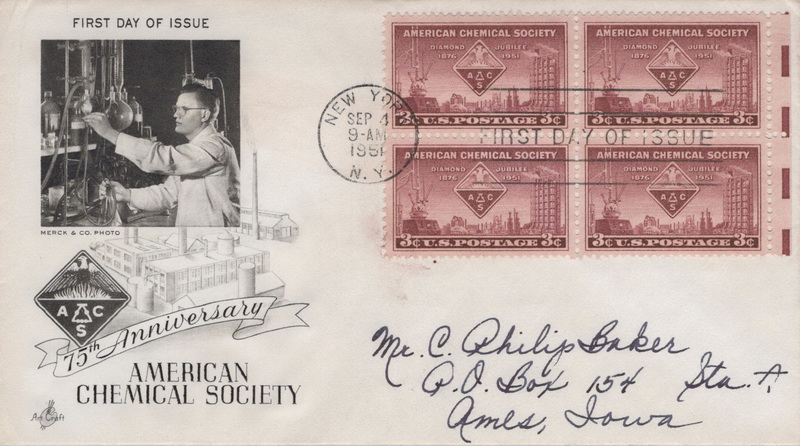 FIRST DAY OF ISSUE
MERCK & CO. PHOTO
A C
S
75th Anniversary
AMERICAN
CHEMICAL SOCIETY
Art Craft
NEW YORK
SEP 4
9-AM
1951
N. Y.
FIRST DAY OF ISSUE
AMERICAN CHEMICAL SOCIETY
DIAMOND JUBILEE
1876 1951
A C
S
3¢ U.S. POSTAGE 3¢
AMERICAN CHEMICAL SOCIETY
DIAMOND JUBILEE
1876 1951
A C
S
3¢ U.S. POSTAGE 3¢
AMERICAN CHEMICAL SOCIETY
DIAMOND JUBILEE
1876 1951
A C
S
3¢ U.S. POSTAGE 3¢
AMERICAN CHEMICAL SOCIETY
DIAMOND JUBILEE
1876 1951
A C
S
3¢ U.S. POSTAGE 3¢
Mr. C. Philip Baker
P.O. Box 154 Sta. A,
Ames, Iowa